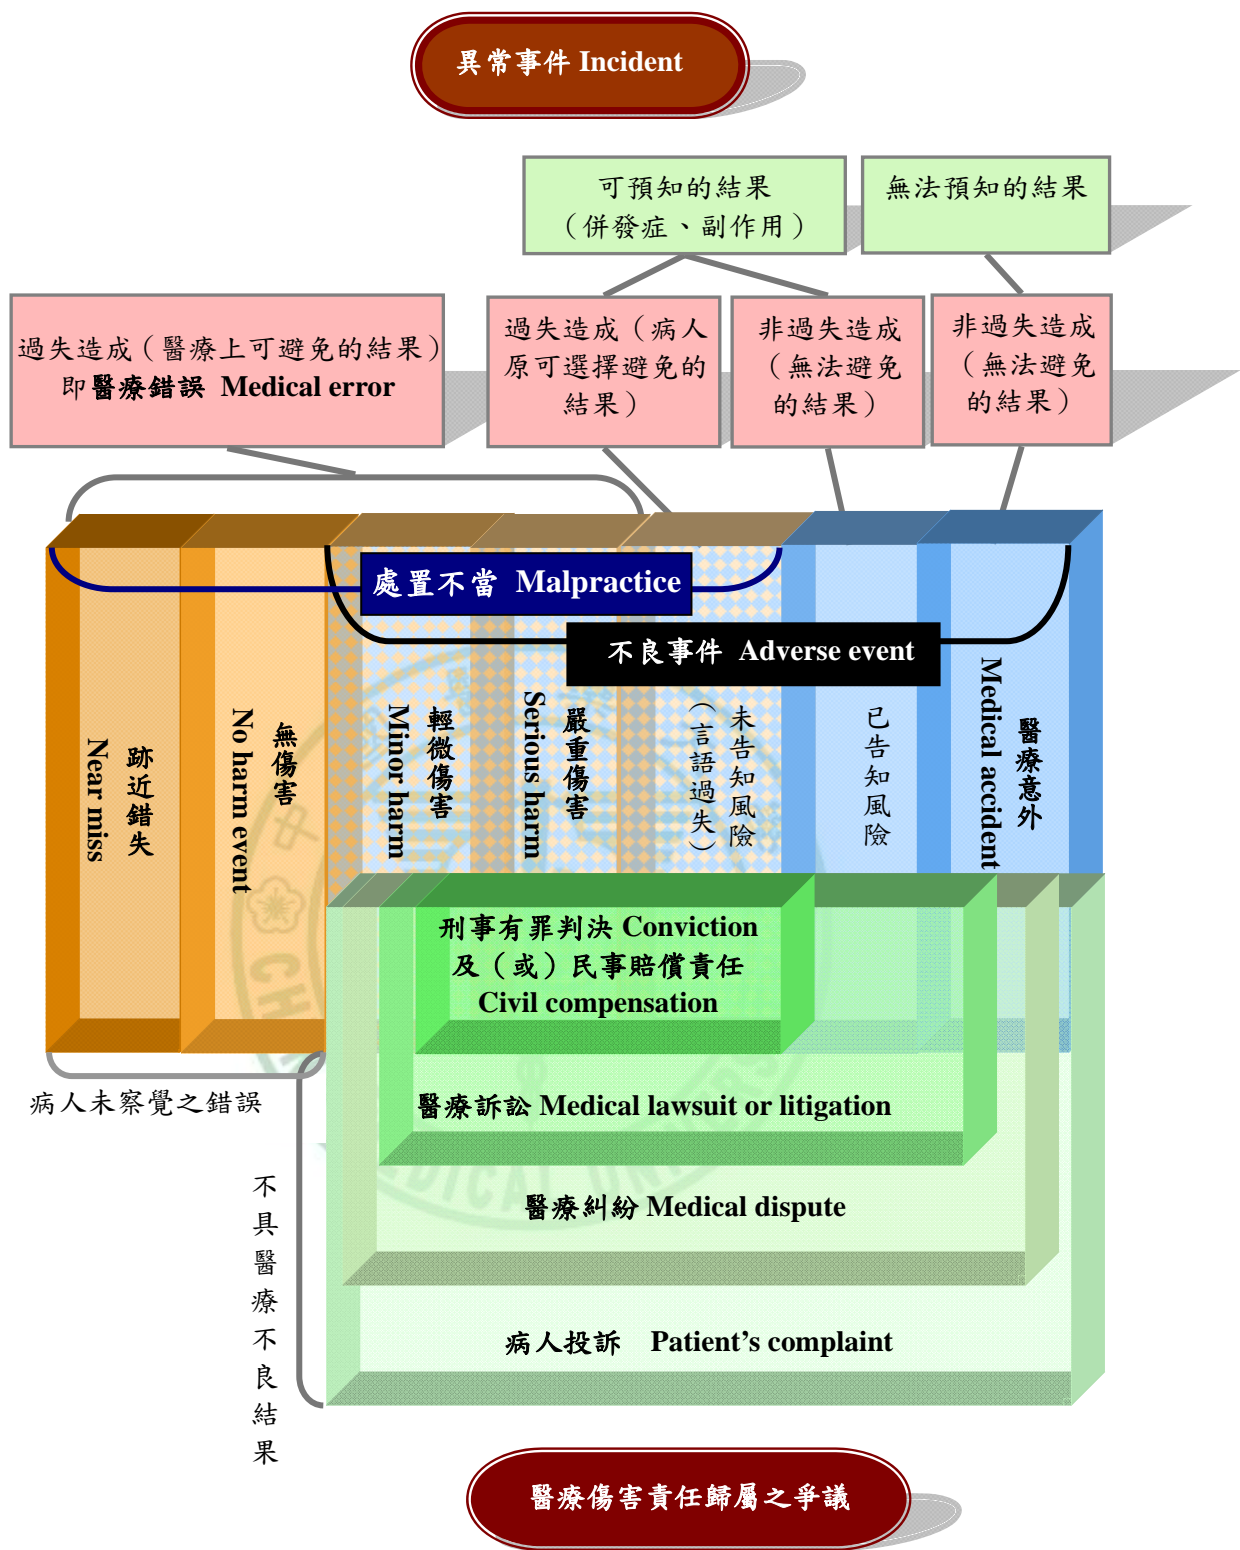 異常事件 Incident
可預知的結果
（併發症、副作用）
無法預知的結果
過失造成（醫療上可避免的結果）
即醫療錯誤 Medical error
過失造成（病人
原可選擇避免的
結果）
非過失造成
（無法避免
的結果）
非過失造成
（無法避免
的結果）
處置不當 Malpractice
不良事件 Adverse event
跡近錯失
Near miss
無傷害
No harm event
輕微傷害
Minor harm
嚴重傷害
Serious harm
未告知風險
（言語過失）
已告知風險
醫療意外
Medical accident
刑事有罪判決 Conviction
及（或）民事賠償責任
Civil compensation
病人未察覺之錯誤
醫療訴訟 Medical lawsuit or litigation
醫療糾紛 Medical dispute
不具醫療不良結果
病人投訴 Patient’s complaint
醫療傷害責任歸屬之爭議